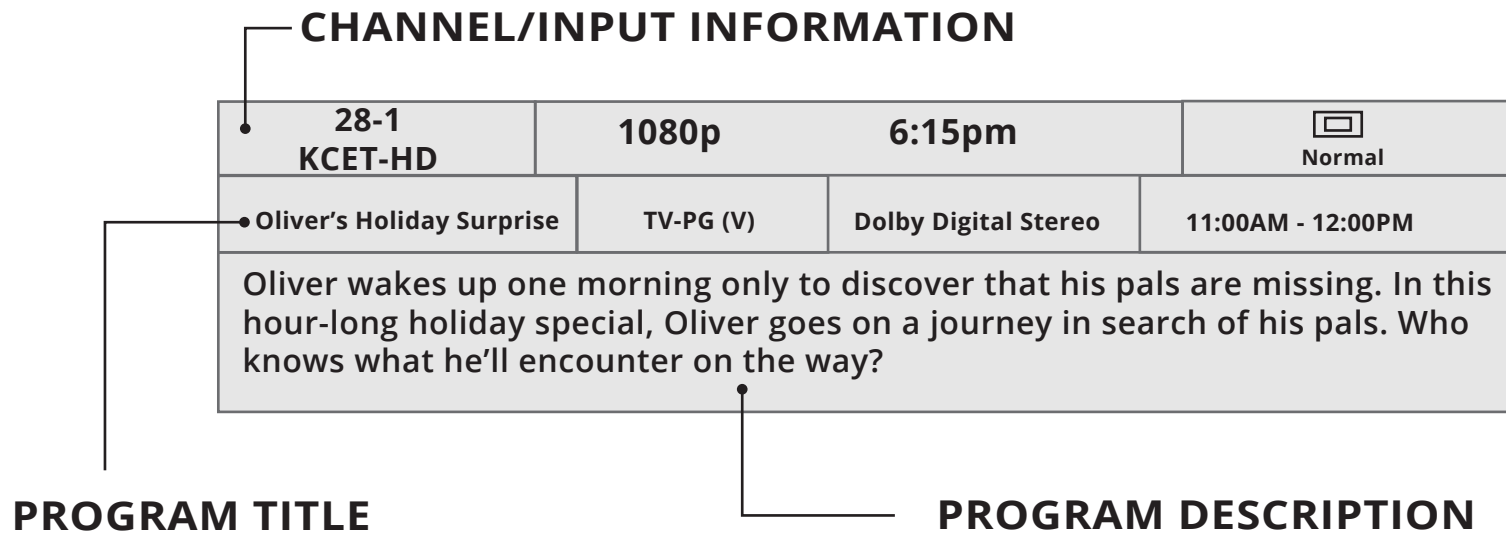 CHANNEL/INPUT INFORMATION
28-1
KCET-HD
1080p
6:15pm
Normal
Oliver’s Holiday Surprise
TV-PG (V)
Dolby Digital Stereo
11:00AM - 12:00PM
Oliver wakes up one morning only to discover that his pals are missing. In this
hour-long holiday special, Oliver goes on a journey in search of his pals. Who
knows what he’ll encounter on the way?
PROGRAM TITLE
PROGRAM DESCRIPTION